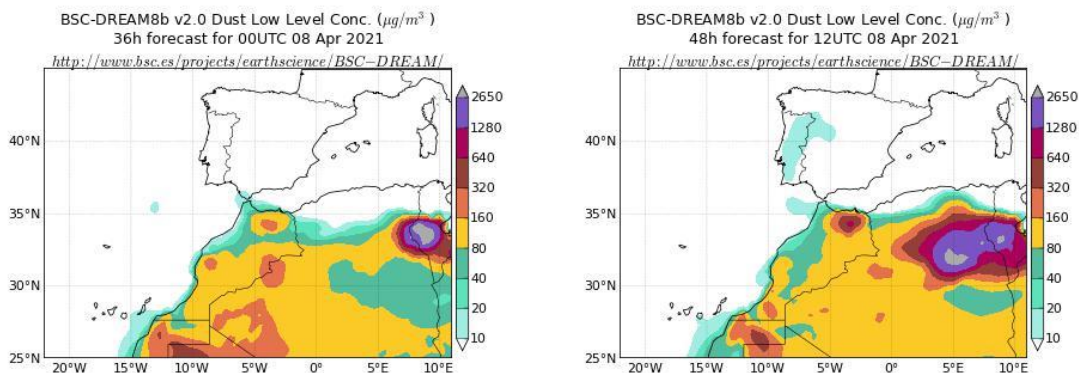 BSC-DREAM8b v2.0 Dust Low Level Conc. (μg/m³ )
36h forecast for 00UTC 08 Apr 2021
http://www.bsc.es/projects/earthscience/BSC−DREAM/
40°N
35°N
30°N
25°N
20°W
15°W
10°W
5°W
0°
5°E
10°E
2650
1280
640
320
160
80
40
20
10
BSC-DREAM8b v2.0 Dust Low Level Conc. (μg/m³ )
48h forecast for 12UTC 08 Apr 2021
http://www.bsc.es/projects/earthscience/BSC−DREAM/
40°N
35°N
30°N
25°N
20°W
15°W
10°W
5°W
0°
5°E
10°E
2650
1280
640
320
160
80
40
20
10